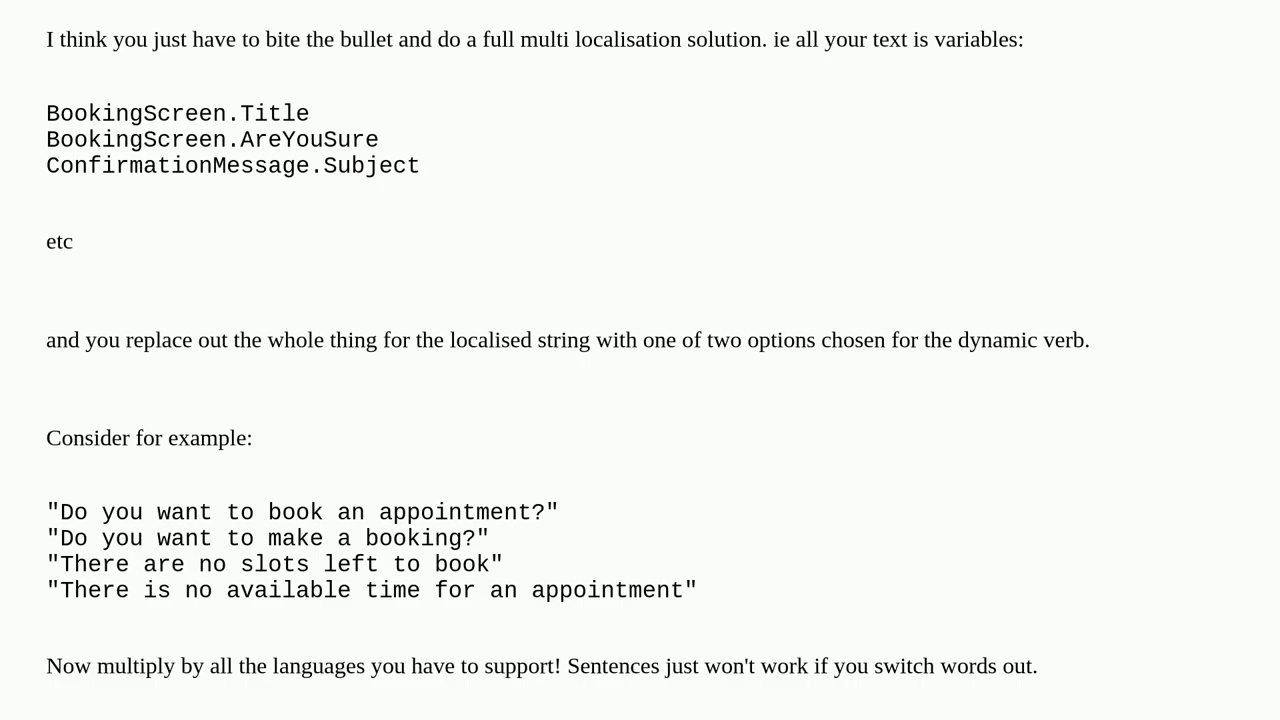 I think you just have to bite the bullet and do a full multi localisation solution. ie all your text is variables:
BookingScreen.Title
BookingScreen.AreYouSure
ConfirmationMessage.Subject
etc
and you replace out the whole thing for the localised string with one of two options chosen for the dynamic verb.
Consider for example:
"Do you want to book an appointment?"
"Do you want to make a booking?"
"There are no slots left to book"
"There is no available time for an appointment"
Now multiply by all the languages you have to support! Sentences just won't work if you switch words out.